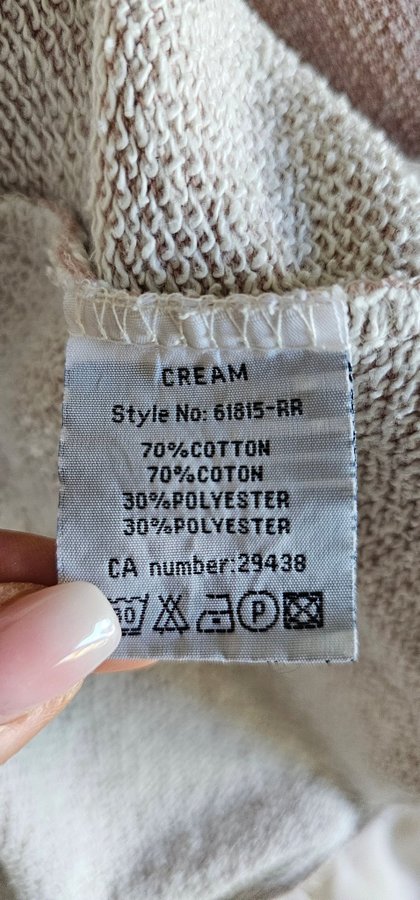 CREAM
Style No: 61815-RR
70%COTTON
70%COTON
30%POLYESTER
30%POLYESTER
CA number:29438
P